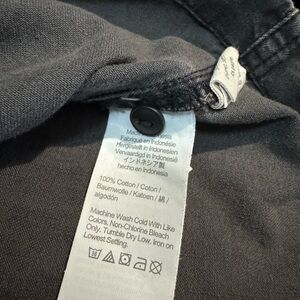 Fabriqué en Indonésie
Hergestellt in Indonesien
Vervaardigd in Indonesië
インドネシア製
hecho en Indonesia
100% Cotton / Coton /
Baumwolle / Katoen / 綿 /
algodón
Machine Wash Cold With Like
Colors. Non-Chlorine Bleach
Only. Tumble Dry Low. Iron on
Lowest Setting.